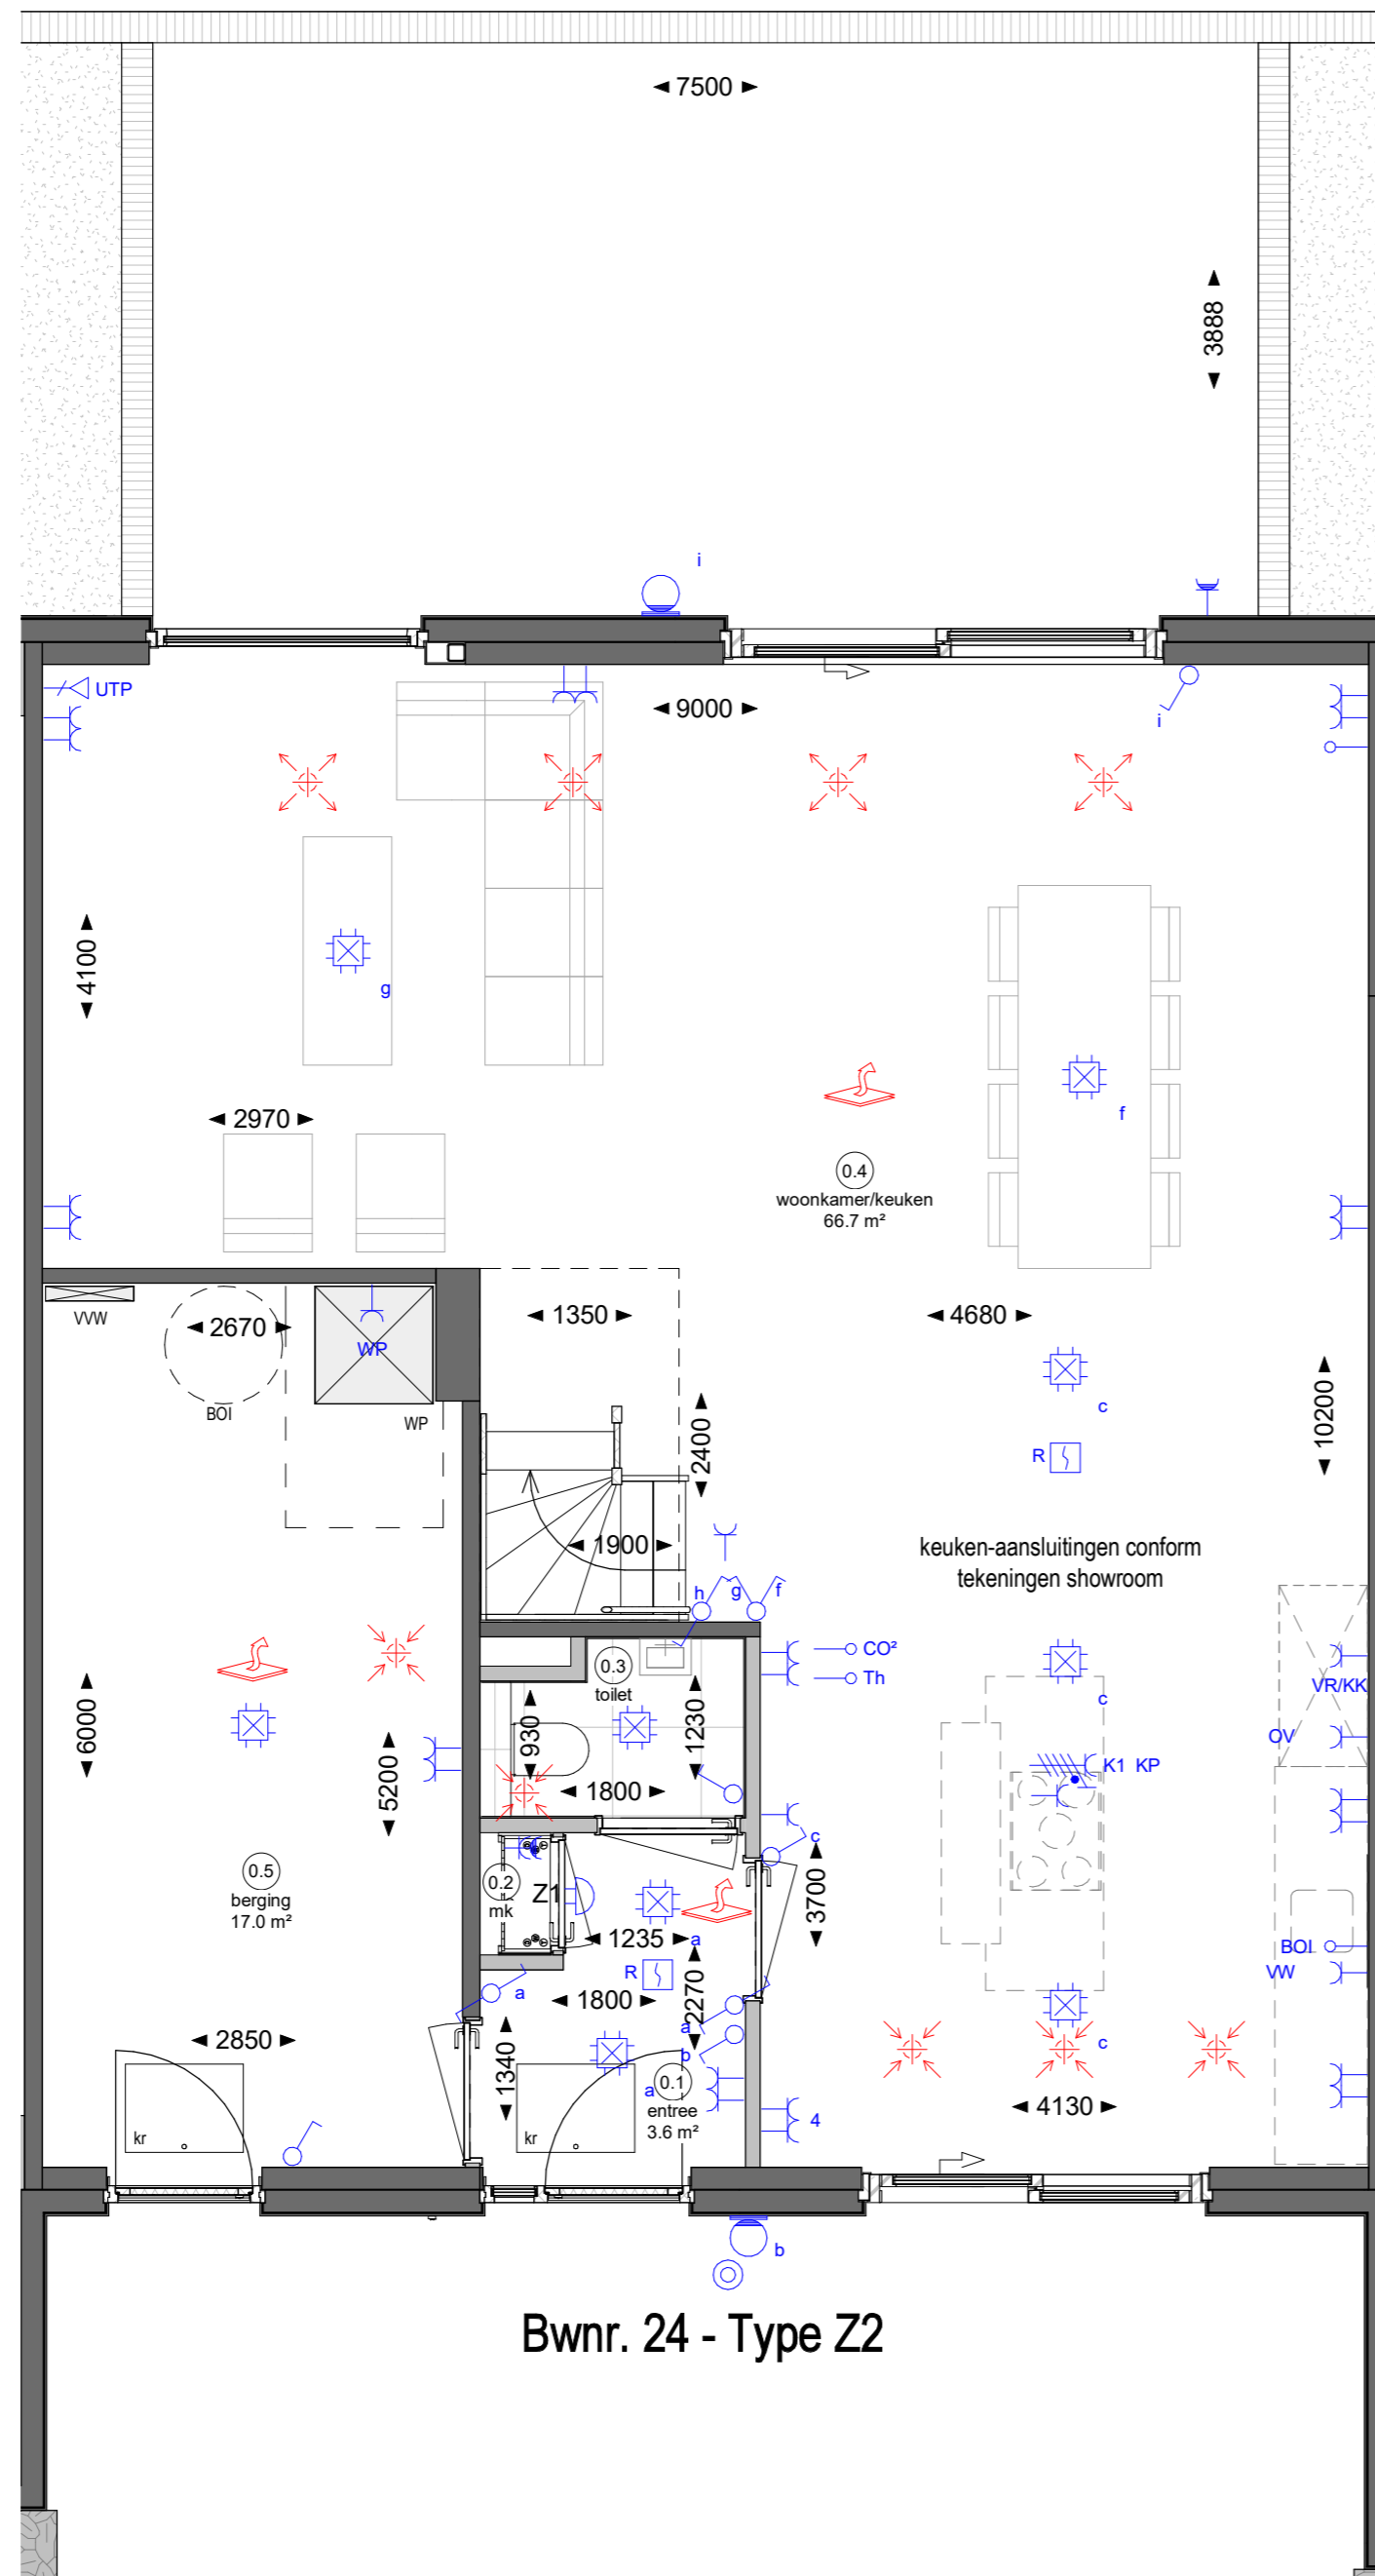 7500
3888
i
UTP
9000
i
4100
g
f
2970
0.4
woonkamer/keuken
66.7 m²
VVW
2670
1350
4680
WP
BOI
WP
c
2400
R
10200
1900
keuken-aansluitingen conform
tekeningen showroom
h
g
f
0.3
toilet
CO²
Th
VR/KK
c
6000
930
1230
OV
5200
K1 KP
1800
c
0.5
berging
17.0 m²
0.2
mk
Z1
3700
1235
a
BOI
VW
R
2270
a
1800
a
2850
1340
b
c
a
0.1
entree
3.6 m²
4130
4
kr
kr
b
Bwnr. 24 - Type Z2